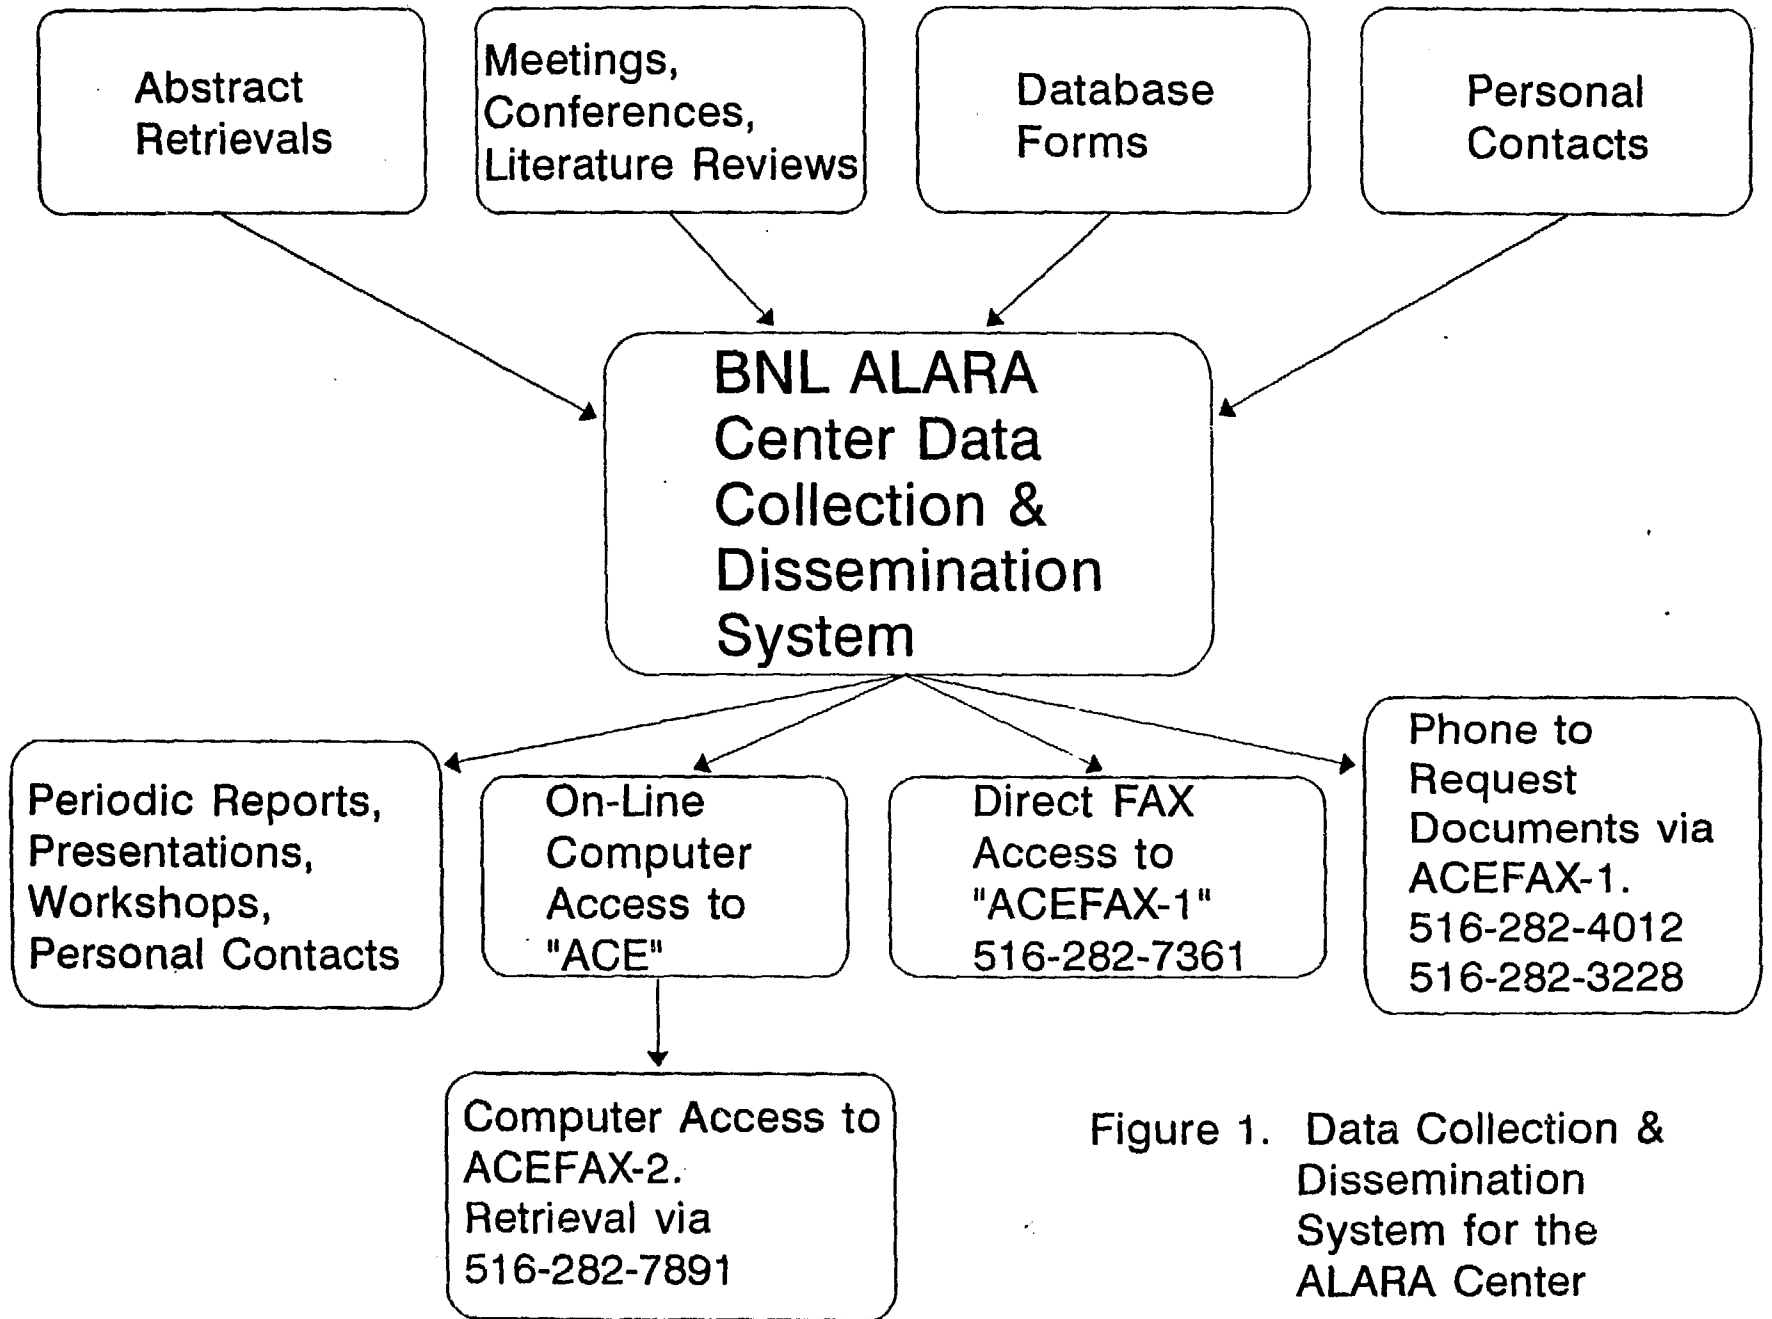 Abstract
Retrievals
Meetings,
Conferences,
Literature Reviews
Database
Forms
Personal
Contacts
BNL ALARA
Center Data
Collection &
Dissemination
System
Periodic Reports,
Presentations,
Workshops,
Personal Contacts
On-Line
Computer
Access to
"ACE"
Direct FAX
Access to
"ACEFAX-1"
516-282-7361
Phone to
Request
Documents via
ACEFAX-1.
516-282-4012
516-282-3228
Computer Access to
ACEFAX-2.
Retrieval via
516-282-7891
Figure 1. Data Collection &
Dissemination
System for the
ALARA Center